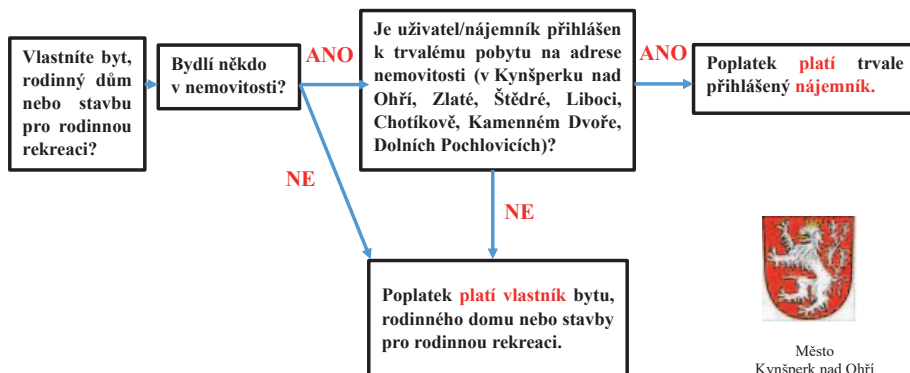 Vlastníte byt,
rodinný dům
nebo stavbu
pro rodinnou
rekreaci?
Bydlí někdo
v nemovitosti?
ANO
Je uživatel/nájemník přihlášen
k trvalému pobytu na adrese
nemovitosti (v Kynšperku nad
Ohří, Zlaté, Štědré, Liboci,
Chotíkově, Kamenném Dvoře,
Dolních Pochlovicích)?
ANO
Poplatek platí trvale
přihlášený nájemník.
NE
NE
Poplatek platí vlastník bytu,
rodinného domu nebo stavby
pro rodinnou rekreaci.
Město
Kynšperk nad Ohří